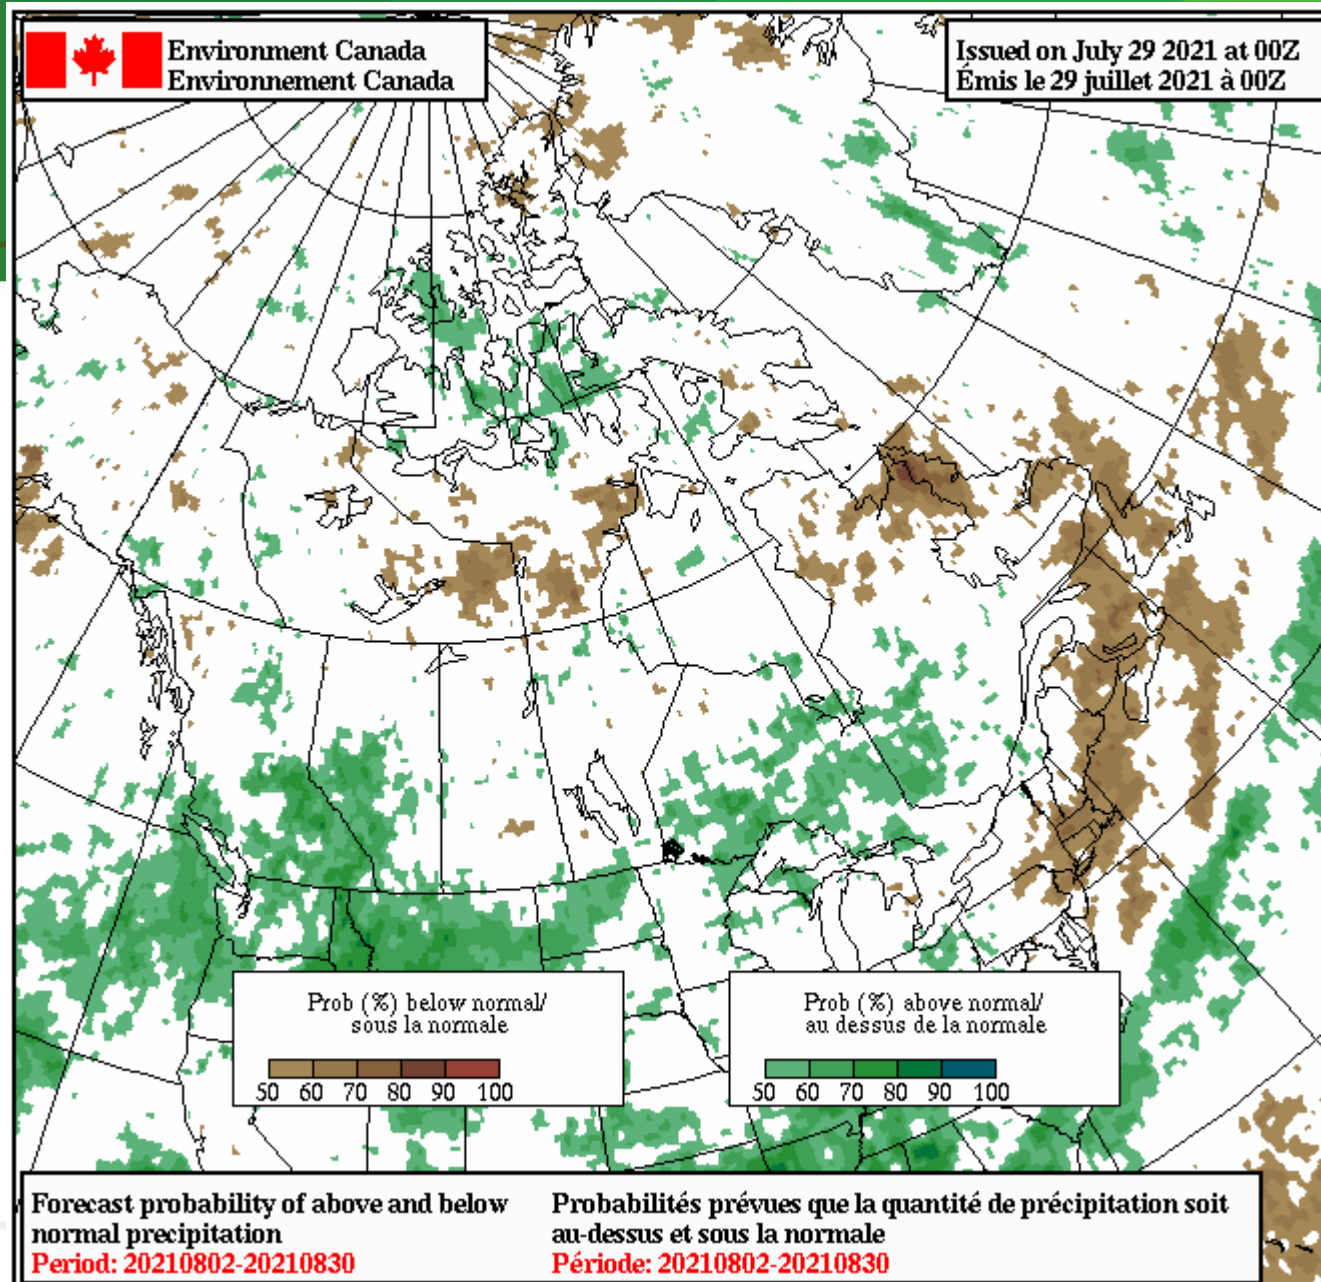 Environment Canada
Environnement Canada
Issued on July 29 2021 at 00Z
Émis le 29 juillet 2021 à 00Z
Prob (%) below normal/
sous la normale
50 60 70 80 90 100
Prob (%) above normal/
au dessus de la normale
50 60 70 80 90 100
Forecast probability of above and below
normal precipitation
Period: 20210802-20210830
Probabilités prévues que la quantité de précipitation soit
au-dessus et sous la normale
Période: 20210802-20210830